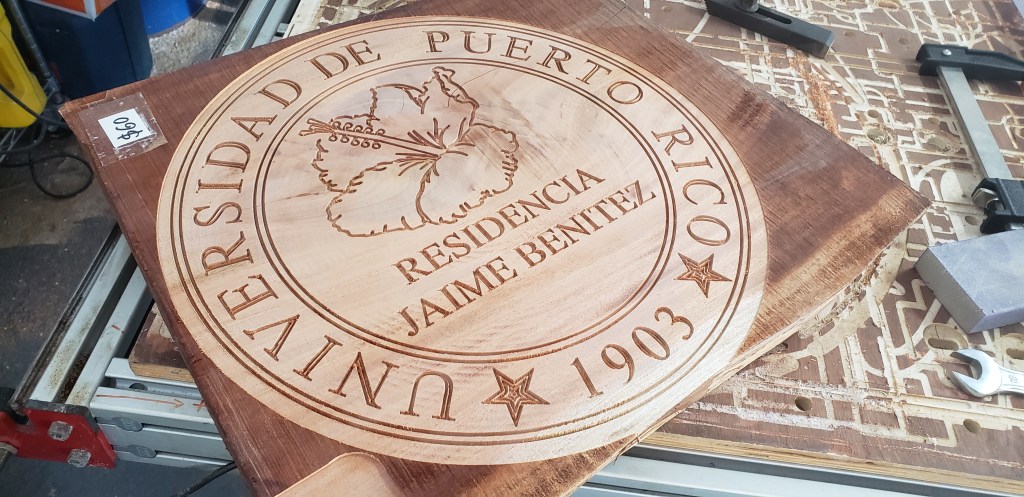 UNIVERSIDAD DE PUERTO RICO
RESIDENCIA
JAIME BENITEZ
1903
$60